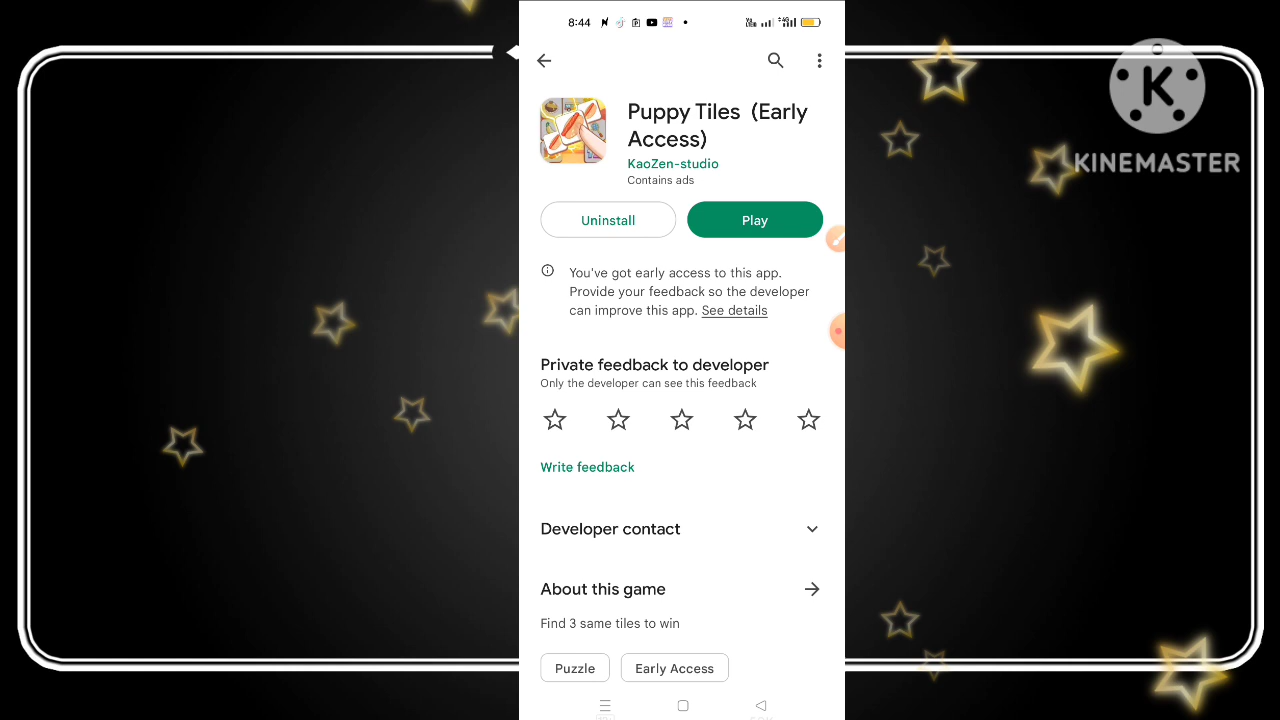 8:44
Puppy Tiles (Early
Access)
KaoZen-studio
Contains ads
Uninstall
Play
You've got early access to this app.
Provide your feedback so the developer
can improve this app. See details
Private feedback to developer
Only the developer can see this feedback
Write feedback
Developer contact
About this game
Find 3 same tiles to win
Puzzle
Early Access
K
KINEMASTER